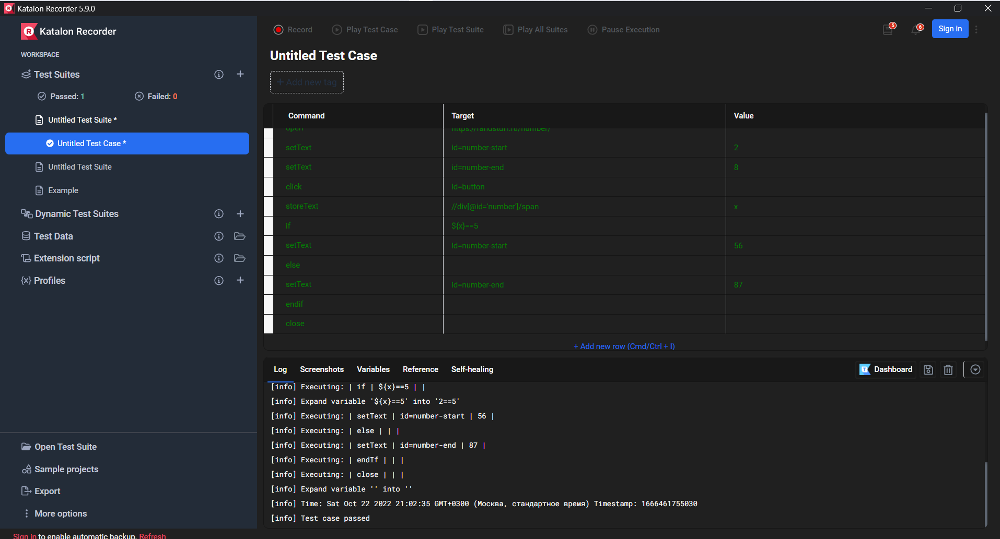 Katalon Recorder 5.9.0
Katalon Recorder
WORKSPACE
Test Suites
Passed: 1 Failed: 0
Untitled Test Suite *
Untitled Test Case *
Untitled Test Suite
Example
Dynamic Test Suites
Test Data
Extension script
Profiles
Open Test Suite
Sample projects
Export
More options
Sign in to enable automatic backup. Refresh
Record Play Test Case Play Test Suite Play All Suites Pause Execution 5 6 Sign in
Untitled Test Case
+ Add new tag
Command Target Value
open https://randstuff.ru/number/
setText id=number-start 2
setText id=number-end 8
click id=button
storeText //div[@id='number']/span x
if ${x}==5
setText id=number-start 56
else
setText id=number-end 87
endif
close
+ Add new row (Cmd/Ctrl + I)
Log Screenshots Variables Reference Self-healing Dashboard
[info] Executing: | if | ${x}==5 | |
[info] Expand variable '${x}==5' into '2==5'
[info] Executing: | setText | id=number-start | 56 |
[info] Executing: | else | | |
[info] Executing: | setText | id=number-end | 87 |
[info] Executing: | endIf | | |
[info] Executing: | close | | |
[info] Expand variable '' into ''
[info] Time: Sat Oct 22 2022 21:02:35 GMT+0300 (Москва, стандартное время) Timestamp: 1666461755030
[info] Test case passed